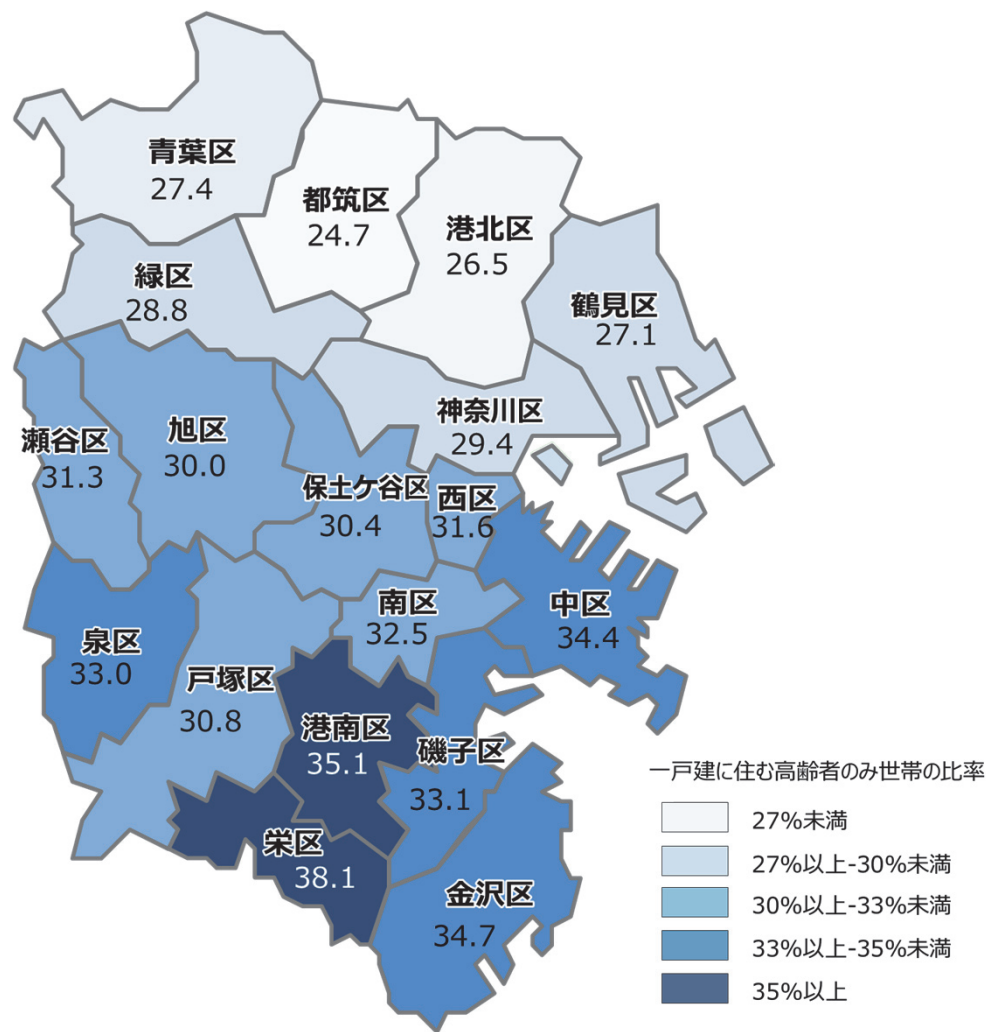 青葉区
27.4
都筑区
24.7
港北区
26.5
緑区
28.8
鶴見区
27.1
神奈川区
29.4
瀬谷区
31.3
旭区
30.0
保土ケ谷区
30.4
西区
31.6
中区
34.4
南区
32.5
泉区
33.0
戸塚区
30.8
港南区
35.1
磯子区
33.1
栄区
38.1
金沢区
34.7
一戸建に住む高齢者のみ世帯の比率
27%未満
27%以上-30%未満
30%以上-33%未満
33%以上-35%未満
35%以上